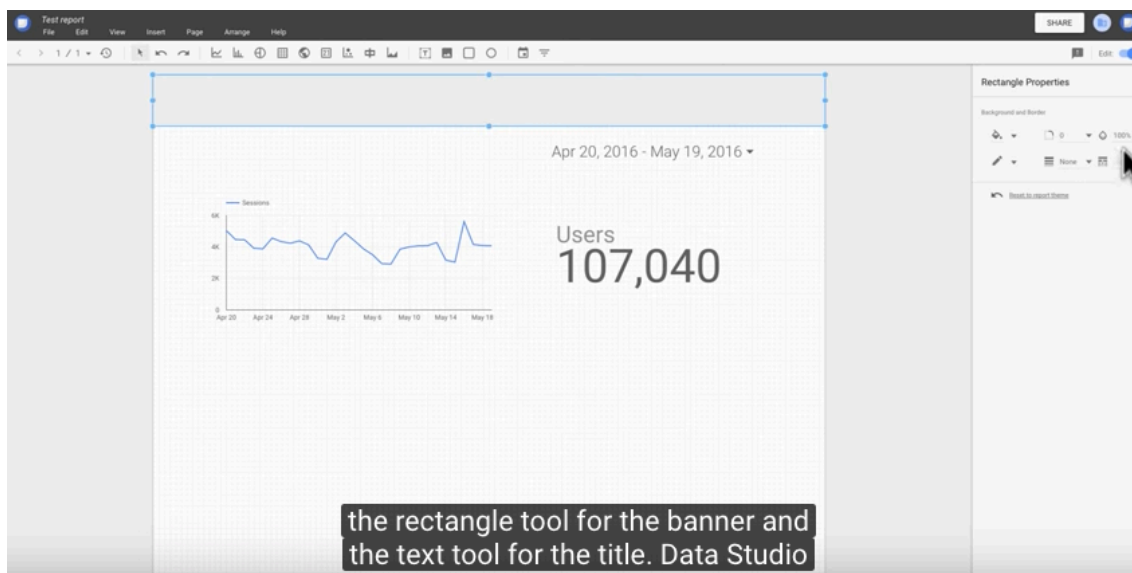 Test report
File Edit View Insert Page Arrange Help
SHARE
1 / 1
Edit
Rectangle Properties
Background and Border
0
100%
None
Reset to report theme
Apr 20, 2016 - May 19, 2016
Sessions
6K
4K
2K
0
Apr 20 Apr 24 Apr 28 May 2 May 6 May 10 May 14 May 18
Users
107,040
the rectangle tool for the banner and
the text tool for the title. Data Studio